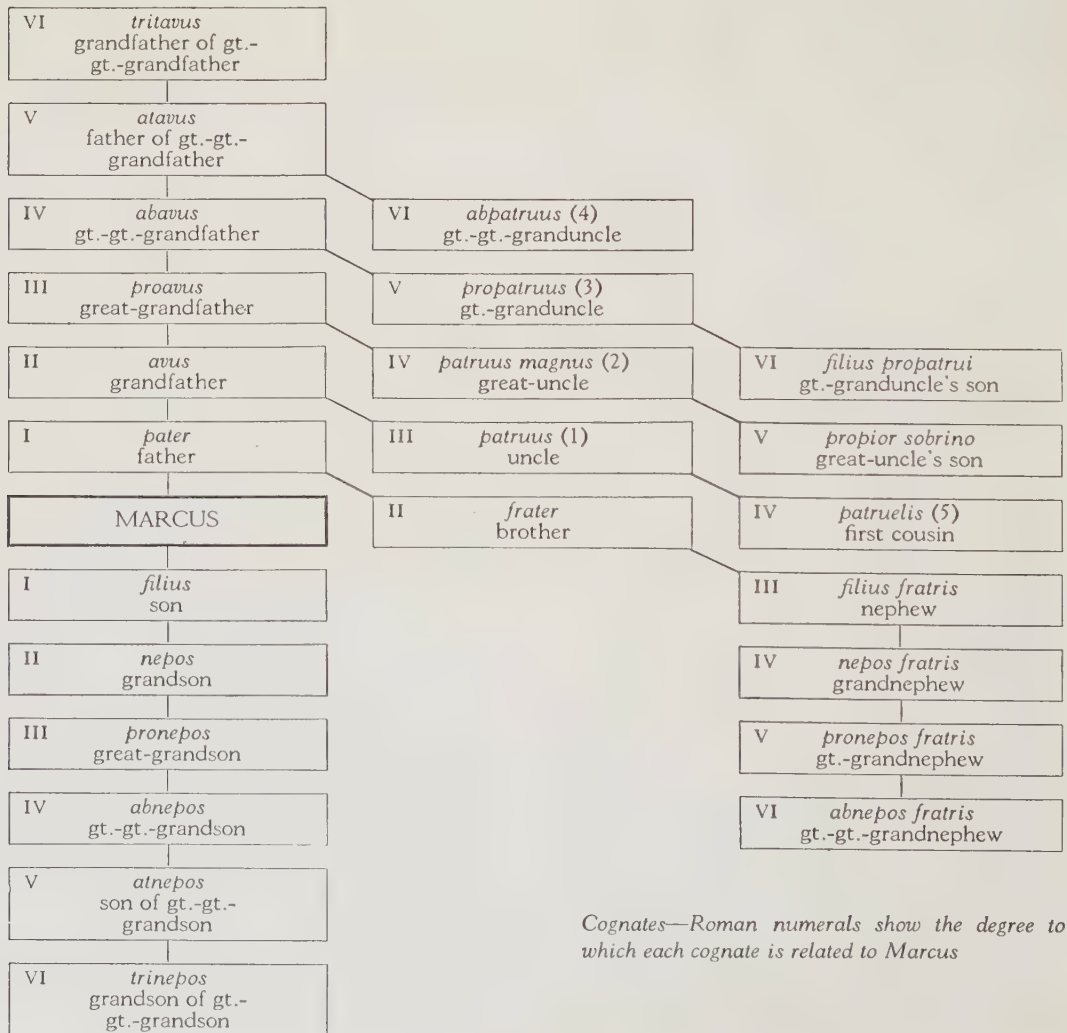 VI tritavus
grandfather of gt.-
gt.-grandfather
V atavus
father of gt.-gt.-
grandfather
IV abavus
gt.-gt.-grandfather
VI abpatruus (4)
gt.-gt.-granduncle
III proavus
great-grandfather
V propatruus (3)
gt.-granduncle
II avus
grandfather
IV patruus magnus (2)
great-uncle
VI filius propatrui
gt.-granduncle's son
I pater
father
III patruus (1)
uncle
V propior sobrino
great-uncle's son
MARCUS
II frater
brother
IV patruelis (5)
first cousin
I filius
son
III filius fratris
nephew
II nepos
grandson
IV nepos fratris
grandnephew
III pronepos
great-grandson
V pronepos fratris
gt.-grandnephew
IV abnepos
gt.-gt.-grandson
VI abnepos fratris
gt.-gt.-grandnephew
V atnepos
son of gt.-gt.-
grandson
Cognates—Roman numerals show the degree to
which each cognate is related to Marcus
VI trinepos
grandson of gt.-
gt.-grandson